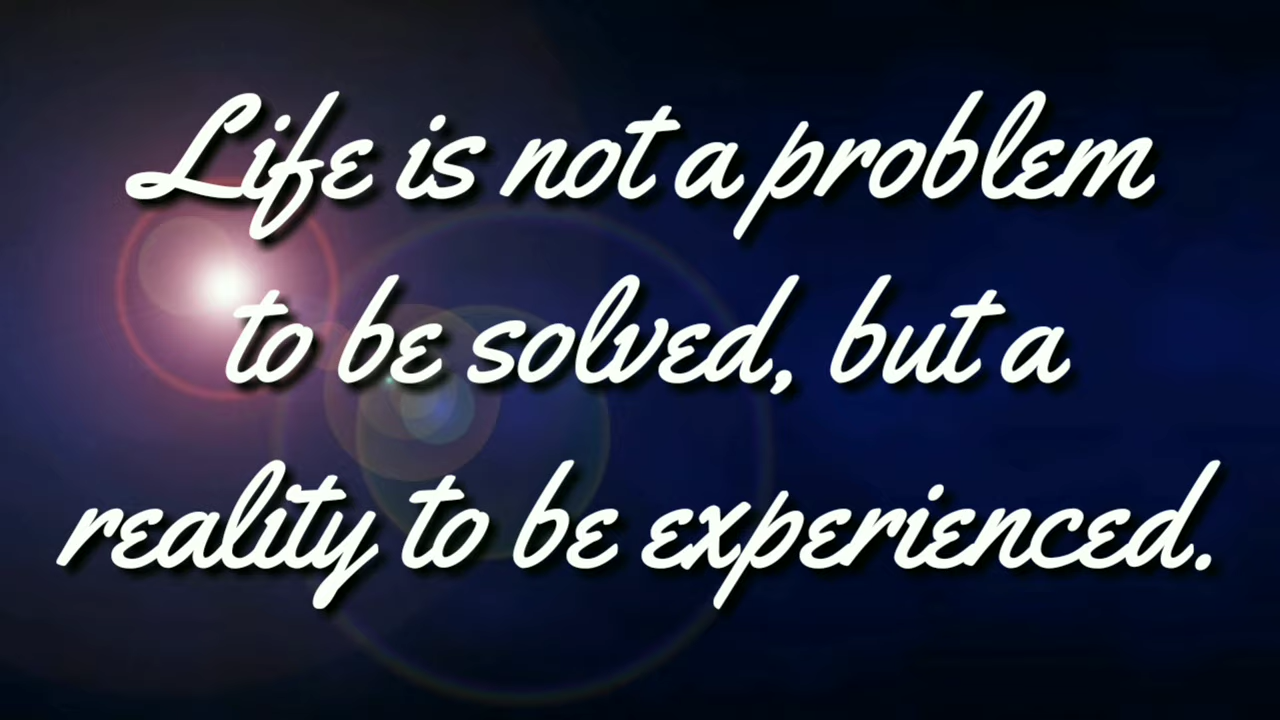 Life is not a problem
to be solved, but a
reality to be experienced.